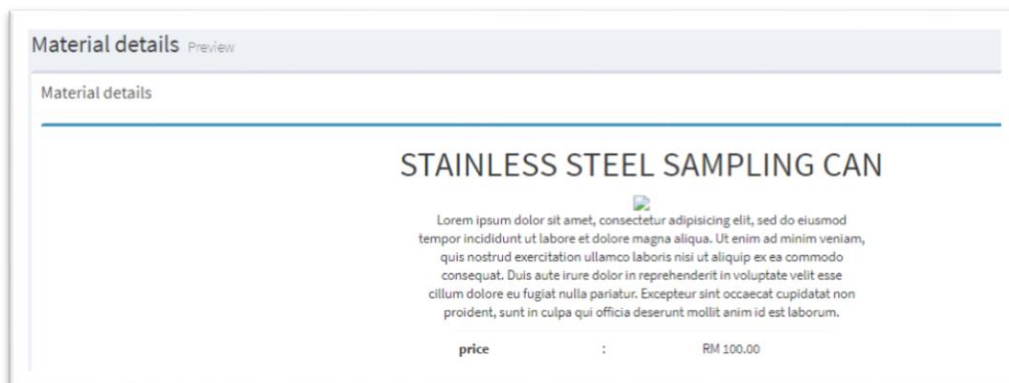 Material details Preview
Material details
STAINLESS STEEL SAMPLING CAN
Lorem ipsum dolor sit amet, consectetur adipisicing elit, sed do eiusmod
tempor incididunt ut labore et dolore magna aliqua. Ut enim ad minim veniam,
quis nostrud exercitation ullamco laboris nisi ut aliquip ex ea commodo
consequat. Duis aute irure dolor in reprehenderit in voluptate velit esse
cillum dolore eu fugiat nulla pariatur. Excepteur sint occaecat cupidatat non
proident, sunt in culpa qui officia deserunt mollit anim id est laborum.
price : RM 100.00